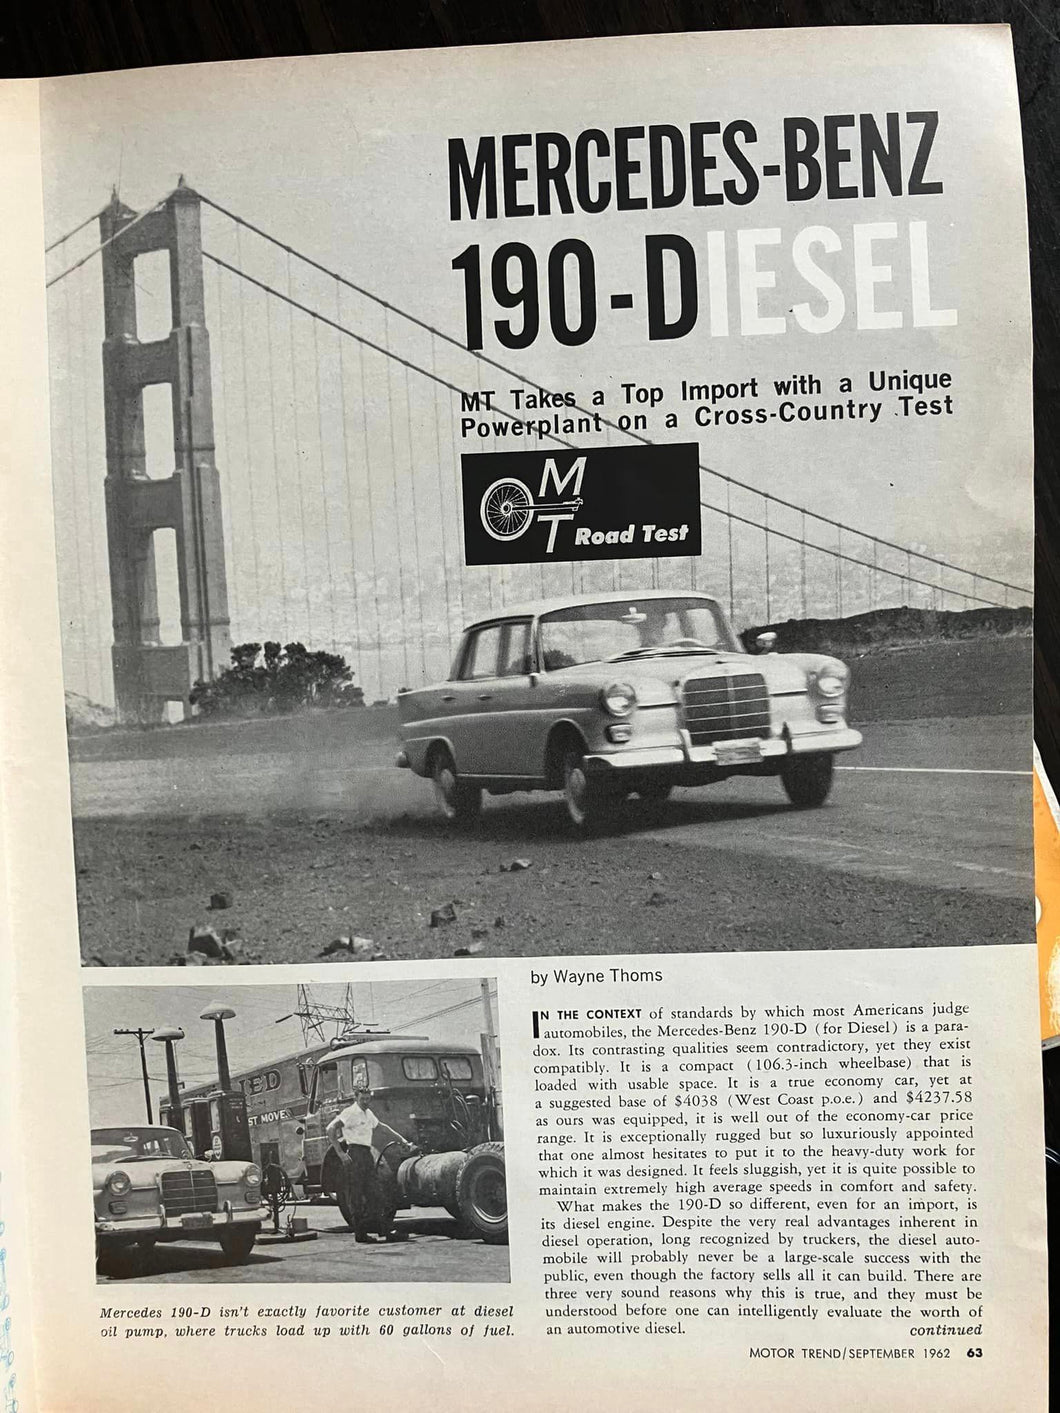 MERCEDES-BENZ
190-DIESEL
MT Takes a Top Import with a Unique
Powerplant on a Cross-Country Test
MT Road Test
by Wayne Thoms
IN THE CONTEXT of standards by which most Americans judge
automobiles, the Mercedes-Benz 190-D (for Diesel) is a para-
dox. Its contrasting qualities seem contradictory, yet they exist
compatibly. It is a compact (106.3-inch wheelbase) that is
loaded with usable space. It is a true economy car, yet at
a suggested base of $4038 (West Coast p.o.e.) and $4237.58
as ours was equipped, it is well out of the economy-car price
range. It is exceptionally rugged but so luxuriously appointed
that one almost hesitates to put it to the heavy-duty work for
which it was designed. It feels sluggish, yet it is quite possible to
maintain extremely high average speeds in comfort and safety.
What makes the 190-D so different, even for an import, is
its diesel engine. Despite the very real advantages inherent in
diesel operation, long recognized by truckers, the diesel auto-
mobile will probably never be a large-scale success with the
public, even though the factory sells all it can build. There are
three very sound reasons why this is true, and they must be
understood before one can intelligently evaluate the worth of
an automotive diesel.
continued
IED
ST MOVE
Mercedes 190-D isn't exactly favorite customer at diesel
oil pump, where trucks load up with 60 gallons of fuel.
MOTOR TREND/SEPTEMBER 1962 63